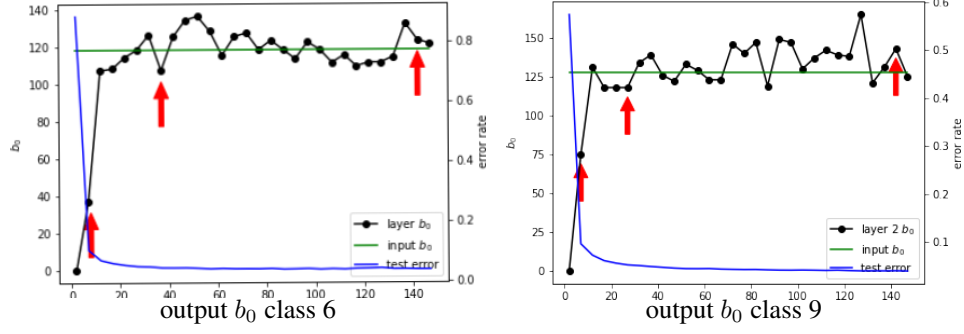 140
120
100
80
60
40
20
0
b₀
0.8
0.6
0.4
0.2
0.0
error rate
layer b₀
input b₀
test error
0 20 40 60 80 100 120 140
output b₀ class 6
150
125
100
75
50
25
0
b₀
0.6
0.5
0.4
0.3
0.2
0.1
error rate
layer 2 b₀
input b₀
test error
0 20 40 60 80 100 120 140
output b₀ class 9